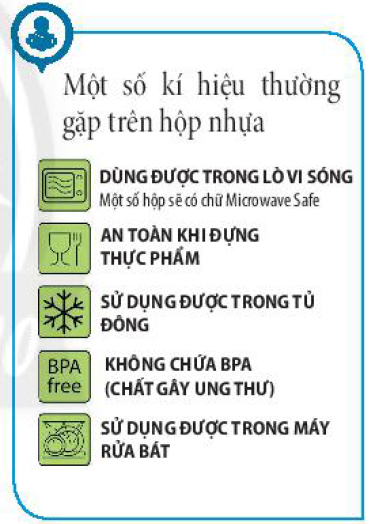 Một số kí hiệu thường
gặp trên hộp nhựa
DÙNG ĐƯỢC TRONG LÒ VI SÓNG
Một số hộp sẽ có chữ Microwave Safe
AN TOÀN KHI ĐỰNG
THỰC PHẨM
SỬ DỤNG ĐƯỢC TRONG TỦ
ĐÔNG
BPA
free
KHÔNG CHỨA BPA
(CHẤT GÂY UNG THƯ)
SỬ DỤNG ĐƯỢC TRONG MÁY
RỬA BÁT